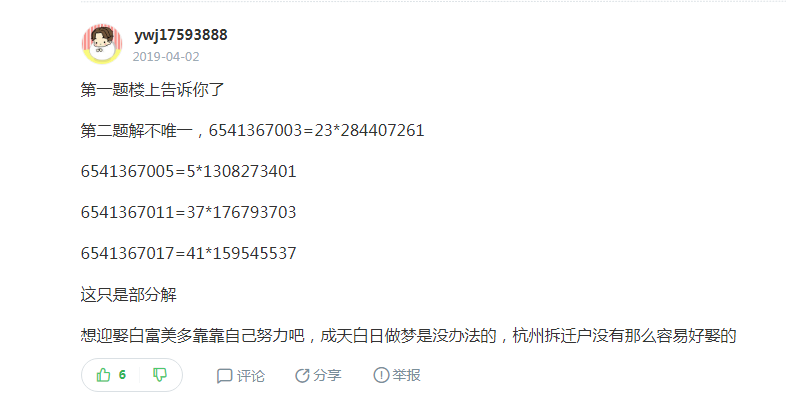 ywj17593888
2019-04-02
第一题楼上告诉你了
第二题解不唯一，6541367003=23*284407261
6541367005=5*1308273401
6541367011=37*176793703
6541367017=41*159545537
这只是部分解
想迎娶白富美多靠靠自己努力吧，成天白日做梦是没办法的，杭州拆迁户没有那么容易好娶的
6 评论 分享 举报